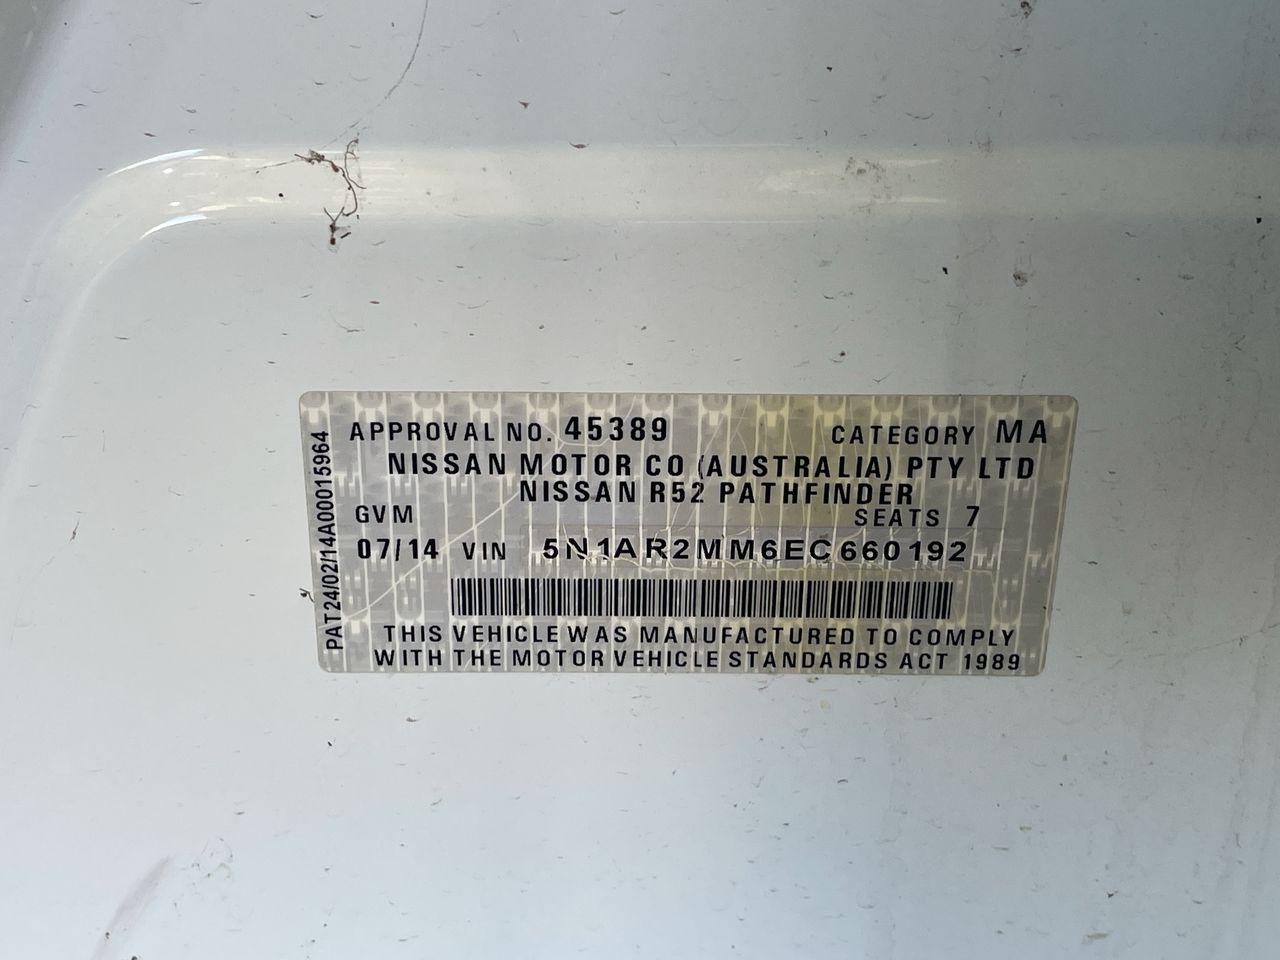 APPROVAL NO. 45389 CATEGORY MA
NISSAN MOTOR CO (AUSTRALIA) PTY LTD
NISSAN R52 PATHFINDER
GVM SEATS 7
07/14 VIN 5N1AR2MM6EC660192
THIS VEHICLE WAS MANUFACTURED TO COMPLY
WITH THE MOTOR VEHICLE STANDARDS ACT 1989
PAT24/02/14A00015964